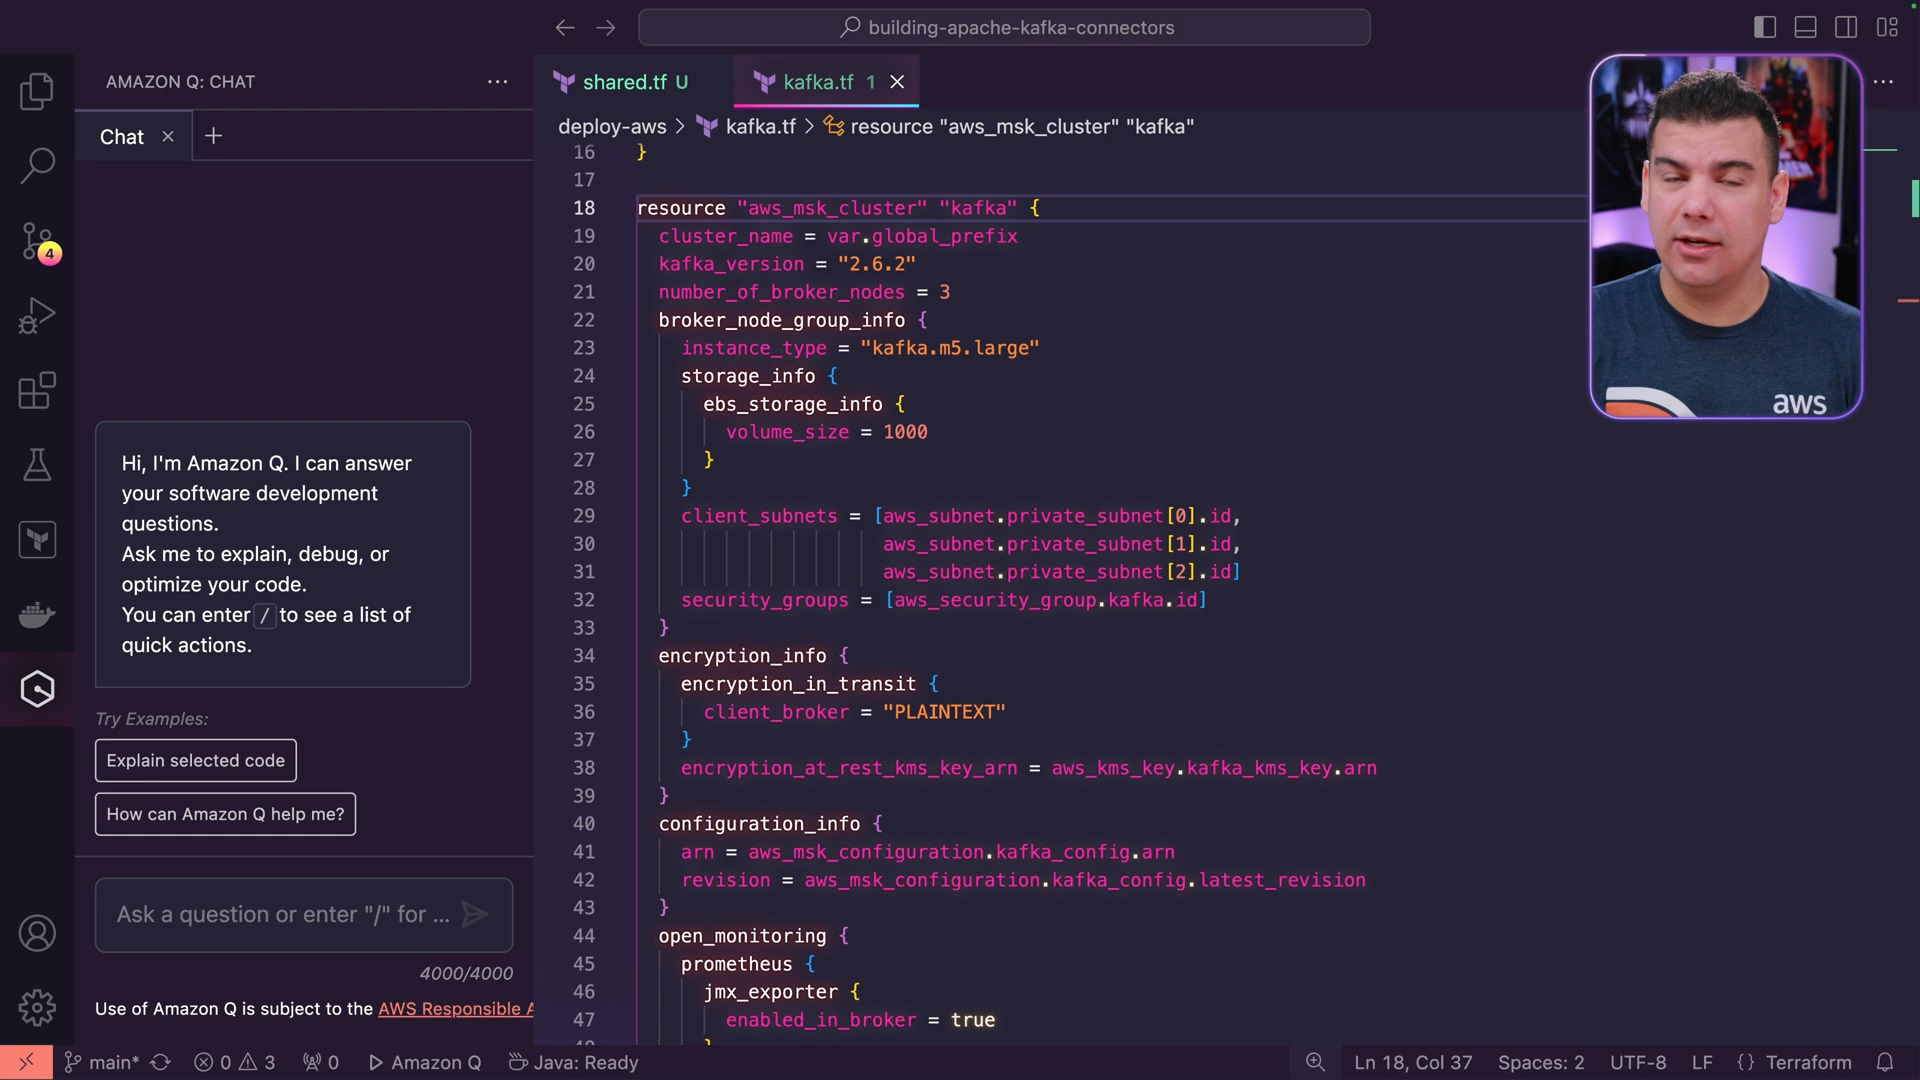 building-apache-kafka-connectors
AMAZON Q: CHAT
Chat
shared.tf U
kafka.tf 1
deploy-aws > kafka.tf > resource "aws_msk_cluster" "kafka"
Hi, I'm Amazon Q. I can answer
your software development
questions.
Ask me to explain, debug, or
optimize your code.
You can enter / to see a list of
quick actions.
Try Examples:
Explain selected code
How can Amazon Q help me?
Ask a question or enter "/" for ...
4000/4000
Use of Amazon Q is subject to the AWS Responsible A
4
16 }
17
18 resource "aws_msk_cluster" "kafka" {
19 cluster_name = var.global_prefix
20 kafka_version = "2.6.2"
21 number_of_broker_nodes = 3
22 broker_node_group_info {
23 instance_type = "kafka.m5.large"
24 storage_info {
25 ebs_storage_info {
26 volume_size = 1000
27 }
28 }
29 client_subnets = [aws_subnet.private_subnet[0].id,
30 aws_subnet.private_subnet[1].id,
31 aws_subnet.private_subnet[2].id]
32 security_groups = [aws_security_group.kafka.id]
33 }
34 encryption_info {
35 encryption_in_transit {
36 client_broker = "PLAINTEXT"
37 }
38 encryption_at_rest_kms_key_arn = aws_kms_key.kafka_kms_key.arn
39 }
40 configuration_info {
41 arn = aws_msk_configuration.kafka_config.arn
42 revision = aws_msk_configuration.kafka_config.latest_revision
43 }
44 open_monitoring {
45 prometheus {
46 jmx_exporter {
47 enabled_in_broker = true
aws
main* 0 3 0 Amazon Q Java: Ready
Ln 18, Col 37 Spaces: 2 UTF-8 LF {} Terraform